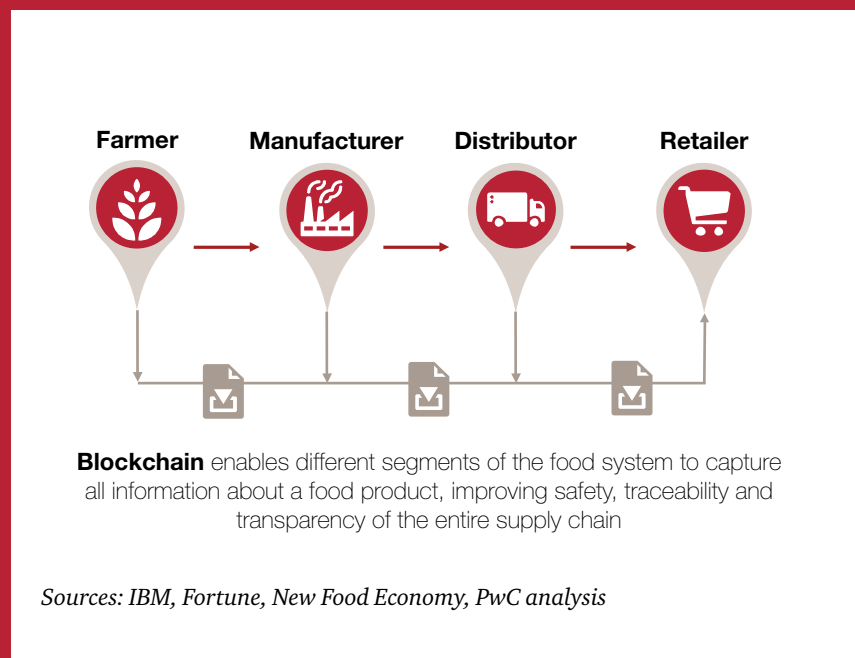 Farmer Manufacturer Distributor Retailer
Blockchain enables different segments of the food system to capture
all information about a food product, improving safety, traceability and
transparency of the entire supply chain
Sources: IBM, Fortune, New Food Economy, PwC analysis